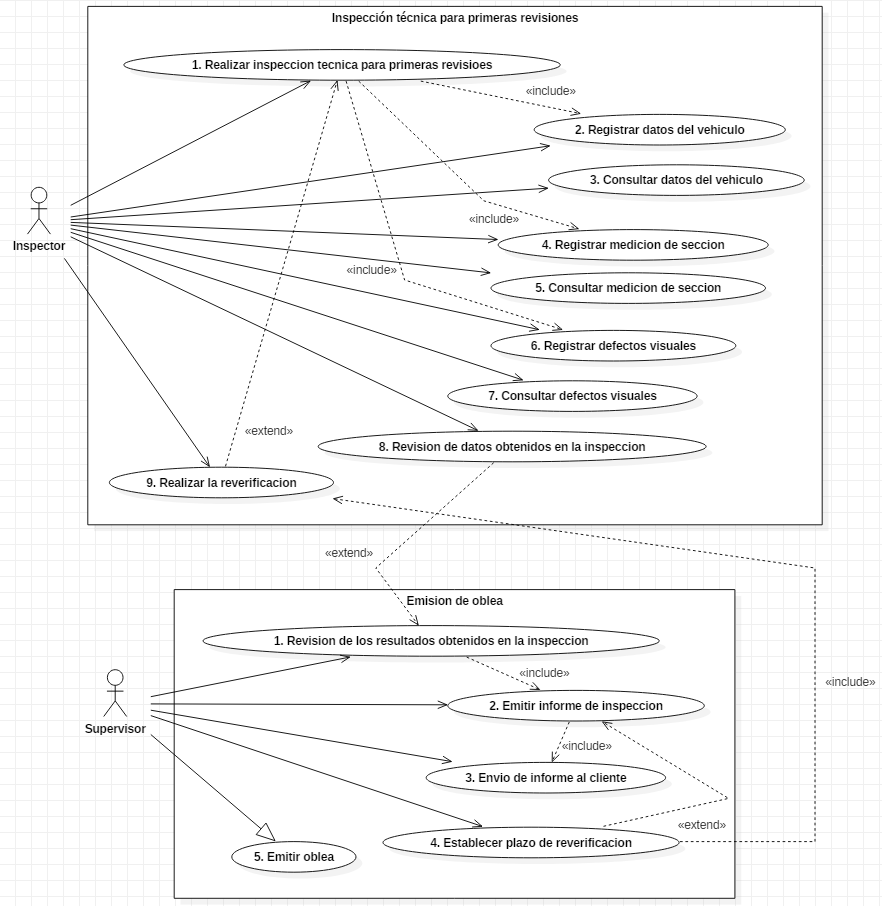 Inspección técnica para primeras revisiones
1. Realizar inspeccion tecnica para primeras revisioes
«include»
2. Registrar datos del vehiculo
3. Consultar datos del vehiculo
«include»
4. Registrar medicion de seccion
Inspector
«include»
5. Consultar medicion de seccion
6. Registrar defectos visuales
7. Consultar defectos visuales
«extend»
8. Revision de datos obtenidos en la inspeccion
9. Realizar la reverificacion
«extend»
Emision de oblea
1. Revision de los resultados obtenidos en la inspeccion
«include»
«include»
2. Emitir informe de inspeccion
Supervisor
«include»
3. Envio de informe al cliente
«extend»
4. Establecer plazo de reverificacion
5. Emitir oblea